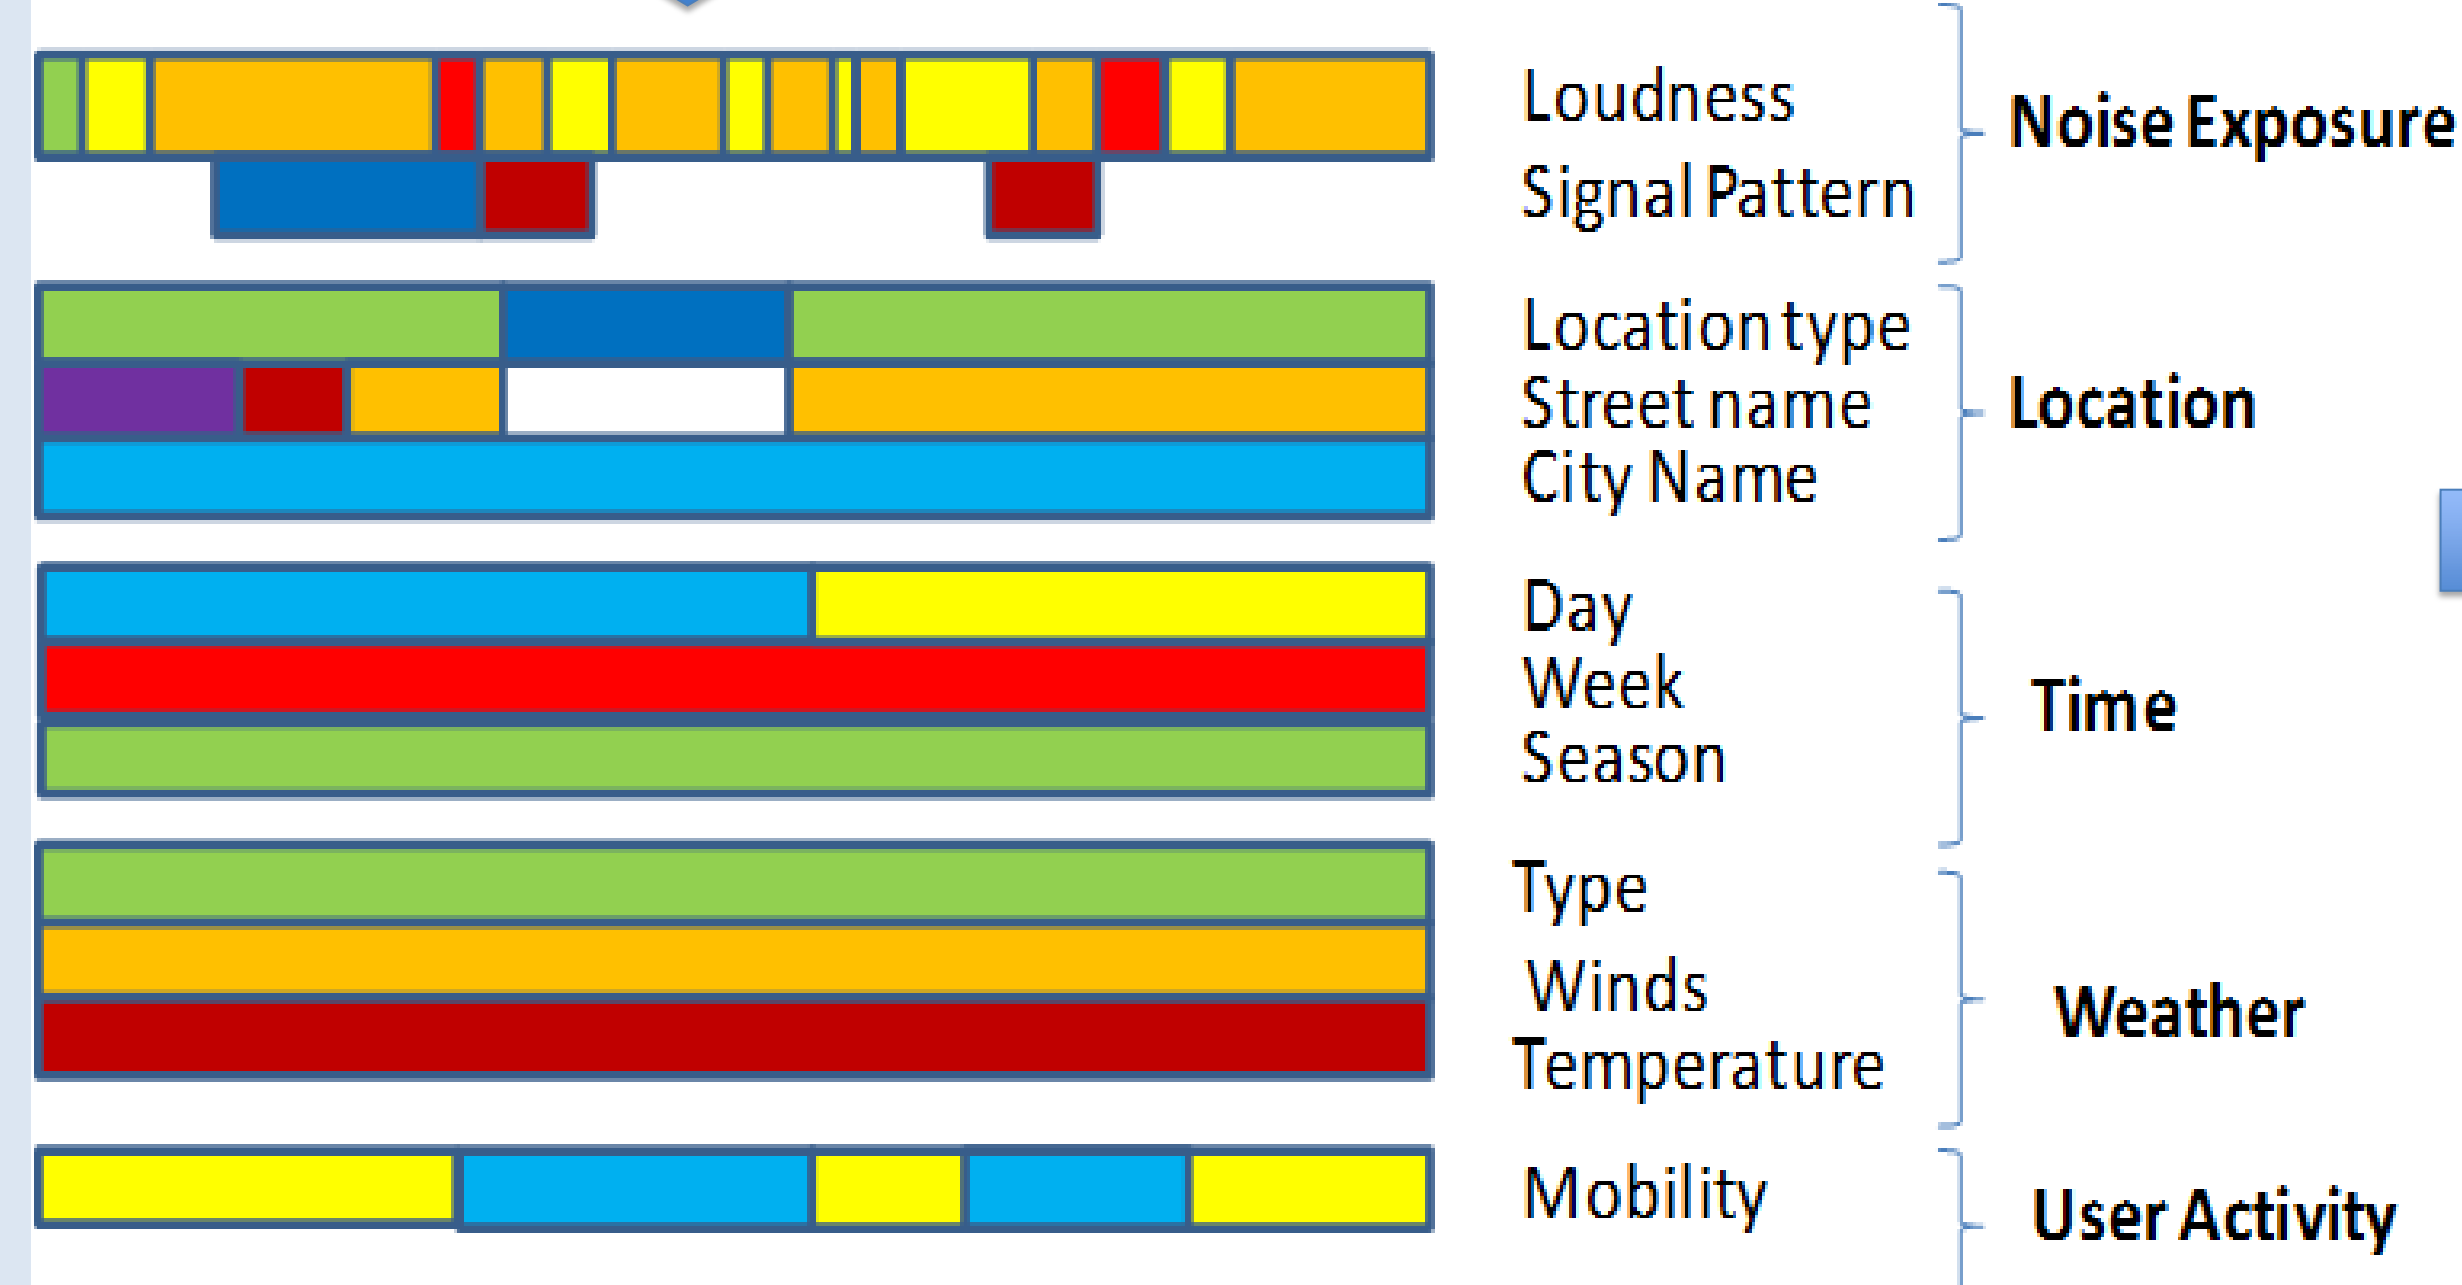 Loudness
Signal Pattern
Noise Exposure
Location type
Street name
City Name
Location
Day
Week
Season
Time
Type
Winds
Temperature
Weather
Mobility
User Activity